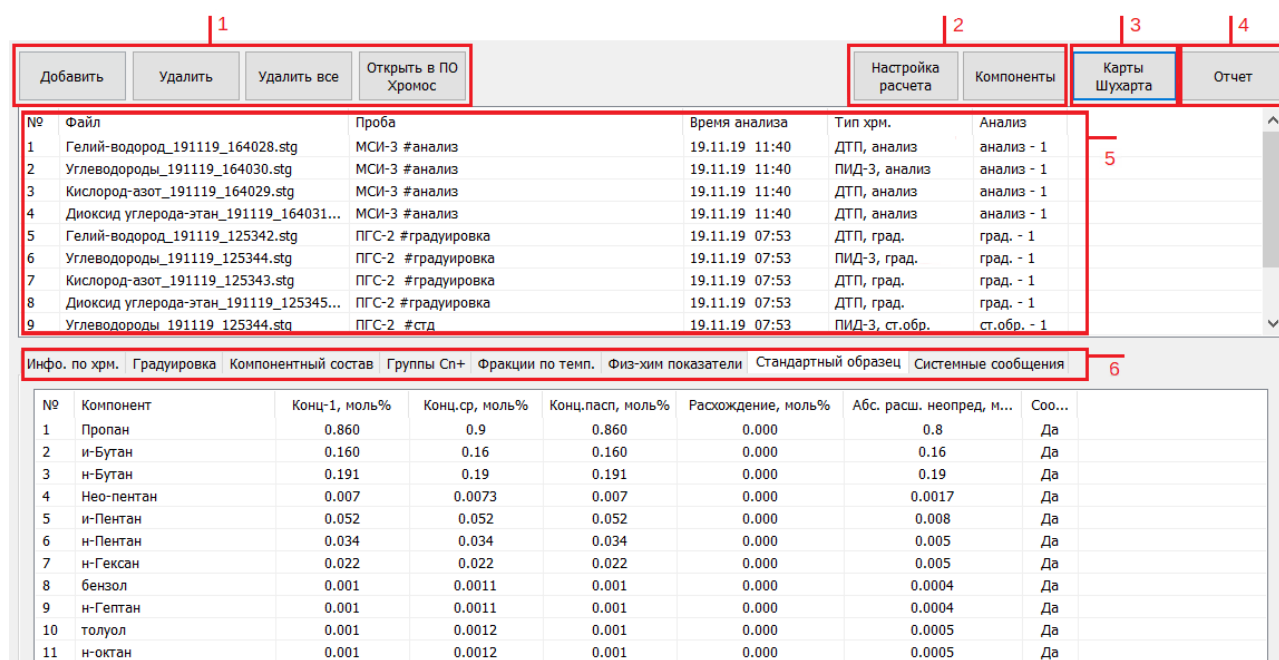 1 2 3 4
Добавить Удалить Удалить все Открыть в ПО Хромос Настройка расчета Компоненты Карты Шухарта Отчет
№ Файл Проба Время анализа Тип хрм. Анализ
1 Гелий-водород_191119_164028.stg МСИ-3 #анализ 19.11.19 11:40 ДТП, анализ анализ - 1
5
2 Углеводороды_191119_164030.stg МСИ-3 #анализ 19.11.19 11:40 ПИД-3, анализ анализ - 1
3 Кислород-азот_191119_164029.stg МСИ-3 #анализ 19.11.19 11:40 ДТП, анализ анализ - 1
4 Диоксид углерода-этан_191119_164031... МСИ-3 #анализ 19.11.19 11:40 ДТП, анализ анализ - 1
5 Гелий-водород_191119_125342.stg ПГС-2 #градуировка 19.11.19 07:53 ДТП, град. град. - 1
6 Углеводороды_191119_125344.stg ПГС-2 #градуировка 19.11.19 07:53 ПИД-3, град. град. - 1
7 Кислород-азот_191119_125343.stg ПГС-2 #градуировка 19.11.19 07:53 ДТП, град. град. - 1
8 Диоксид углерода-этан_191119_125345... ПГС-2 #градуировка 19.11.19 07:53 ДТП, град. град. - 1
9 Углеводороды_191119_125344.stg ПГС-2 #стд 19.11.19 07:53 ПИД-3, ст.обр. ст.обр. - 1
Инфо. по хрм. Градуировка Компонентный состав Группы Cn+ Фракции по темп. Физ-хим показатели Стандартный образец Системные сообщения 6
№ Компонент Конц-1, моль% Конц.ср, моль% Конц.пасп, моль% Расхождение, моль% Абс. расш. неопред, м... Соо...
1 Пропан 0.860 0.9 0.860 0.000 0.8 Да
2 и-Бутан 0.160 0.16 0.160 0.000 0.16 Да
3 н-Бутан 0.191 0.19 0.191 0.000 0.19 Да
4 Нео-пентан 0.007 0.0073 0.007 0.000 0.0017 Да
5 и-Пентан 0.052 0.052 0.052 0.000 0.008 Да
6 н-Пентан 0.034 0.034 0.034 0.000 0.005 Да
7 н-Гексан 0.022 0.022 0.022 0.000 0.005 Да
8 бензол 0.001 0.0011 0.001 0.000 0.0004 Да
9 н-Гептан 0.001 0.0011 0.001 0.000 0.0004 Да
10 толуол 0.001 0.0012 0.001 0.000 0.0005 Да
11 н-октан 0.001 0.0012 0.001 0.000 0.0005 Да